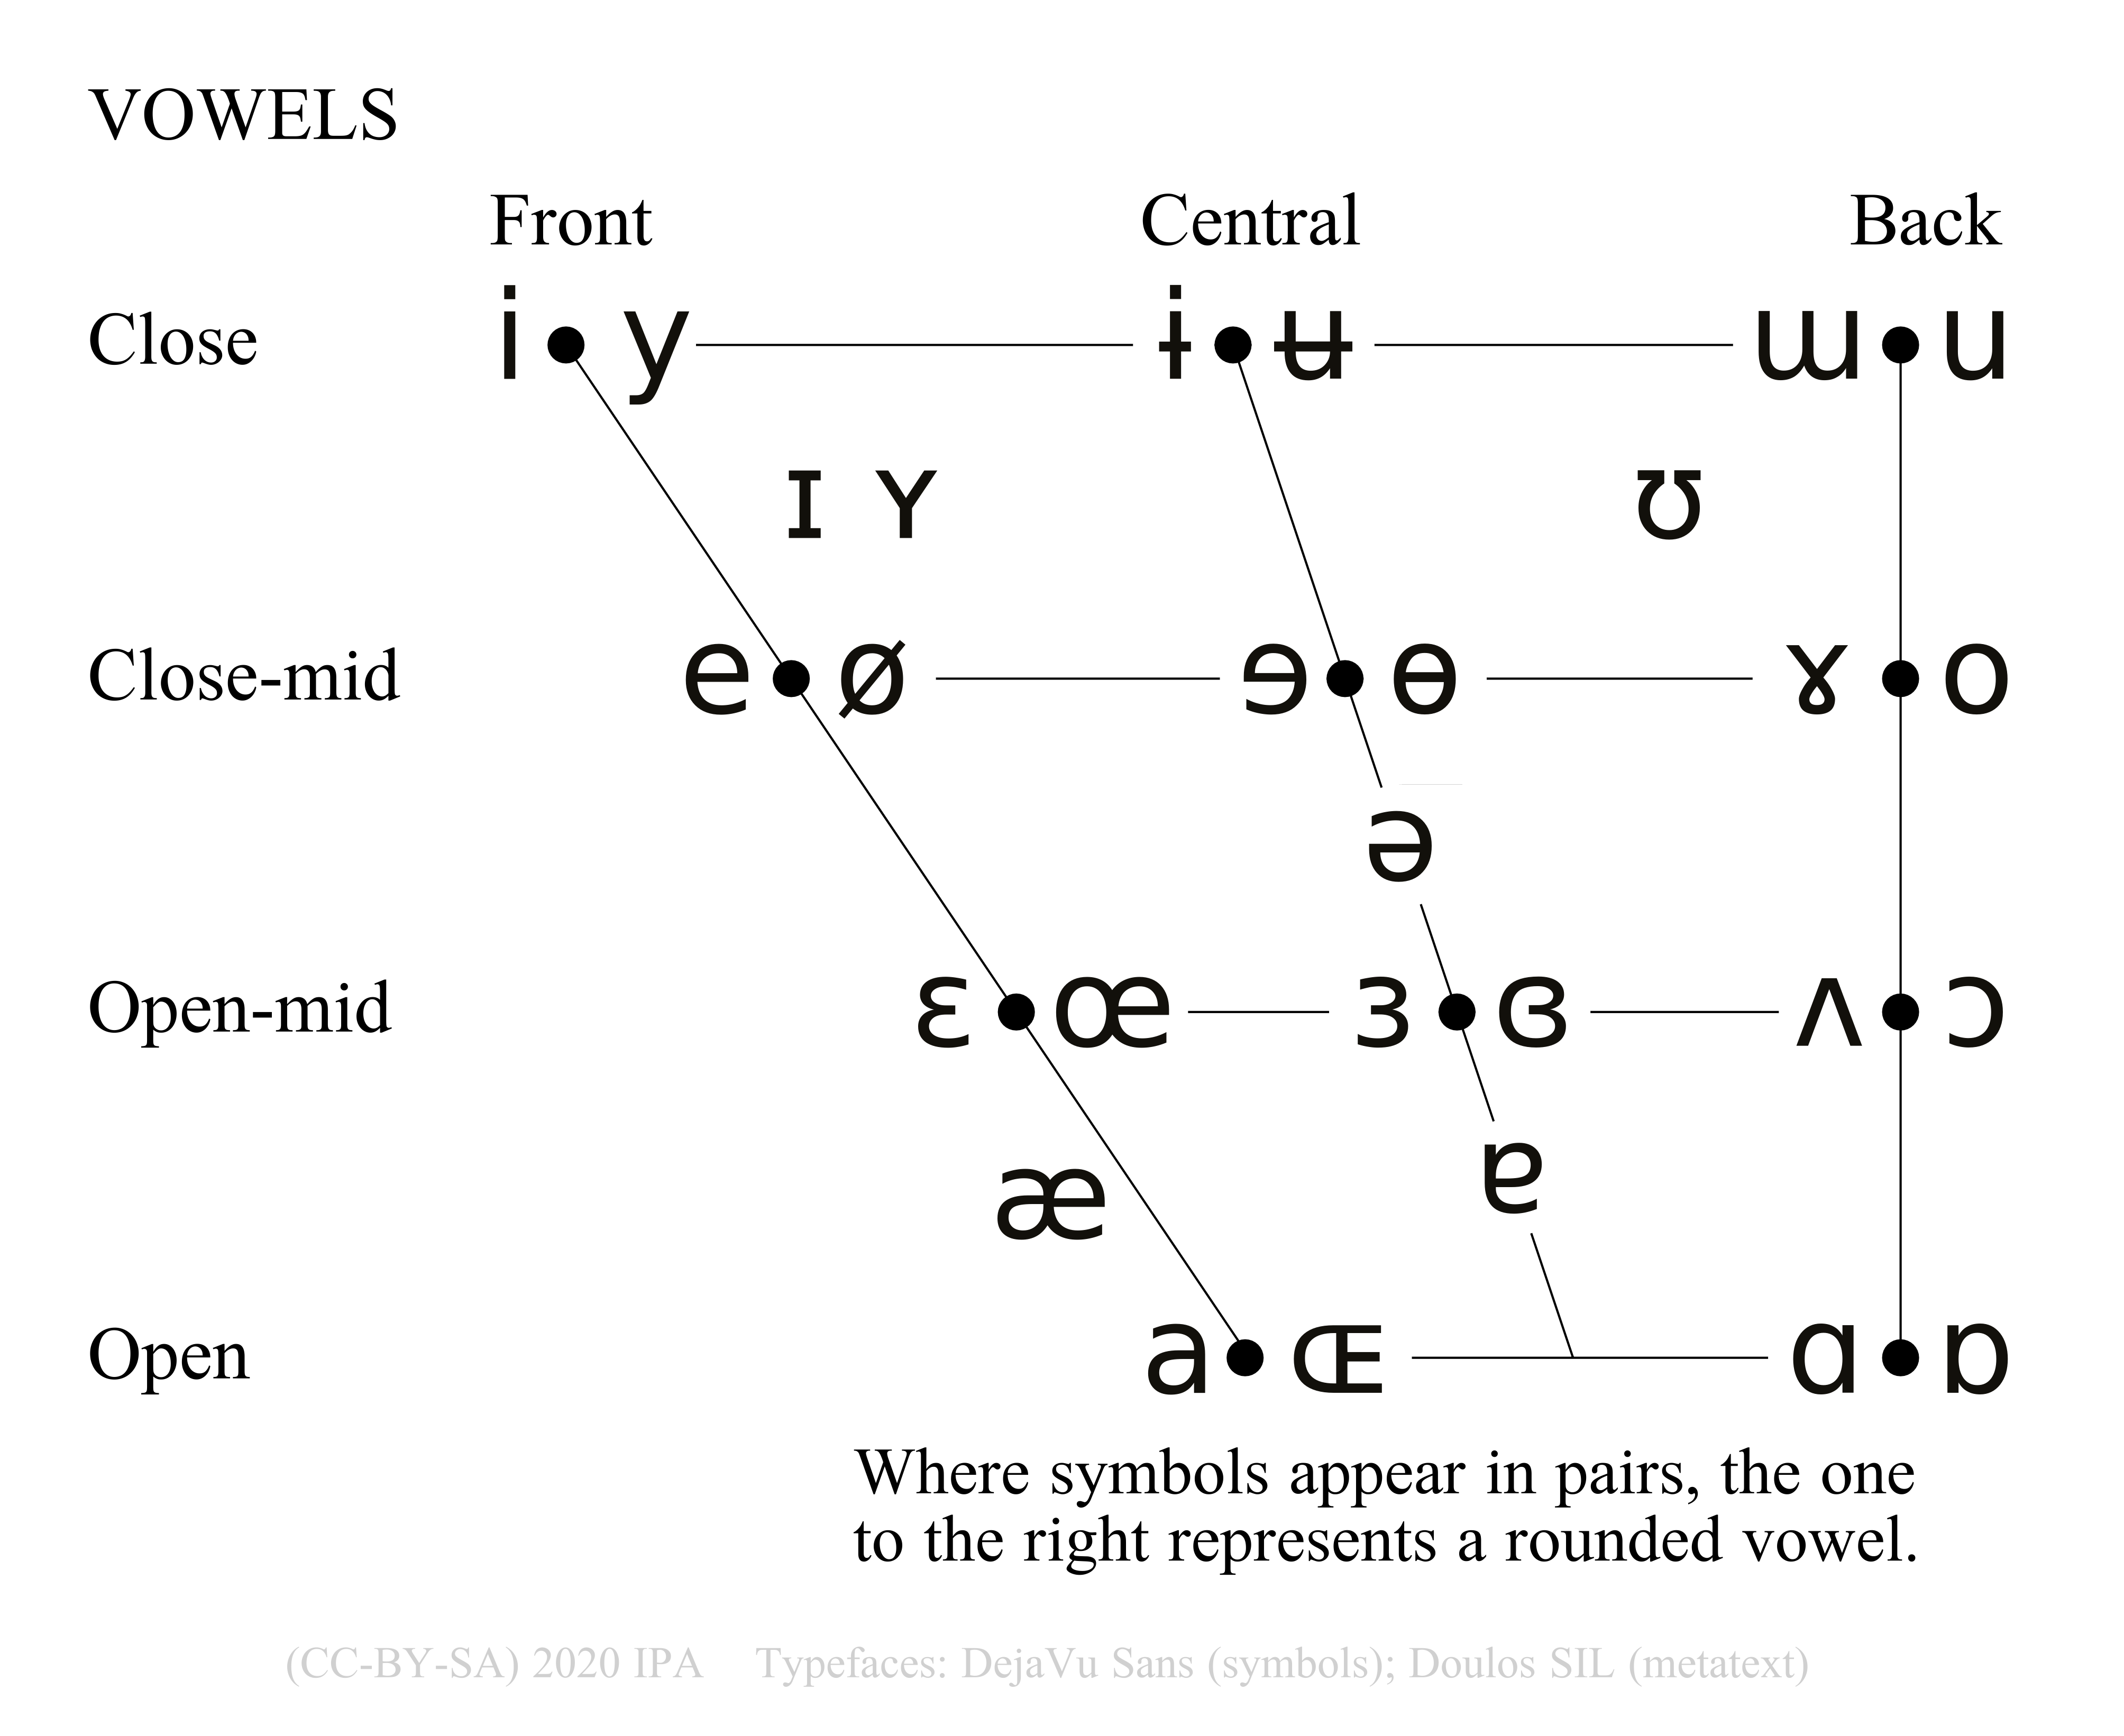 VOWELS
Front Central Back
Close i y ɨ ʉ ɯ u
ɪ ʏ ʊ
Close-mid e ø ɘ ɵ ɤ o
ə
Open-mid ɛ œ ɜ ɞ ʌ ɔ
æ ɐ
Open a ɶ ɑ ɒ
Where symbols appear in pairs, the one
to the right represents a rounded vowel.
(CC-BY-SA) 2020 IPA Typefaces: DejaVu Sans (symbols); Doulos SIL (metatext)